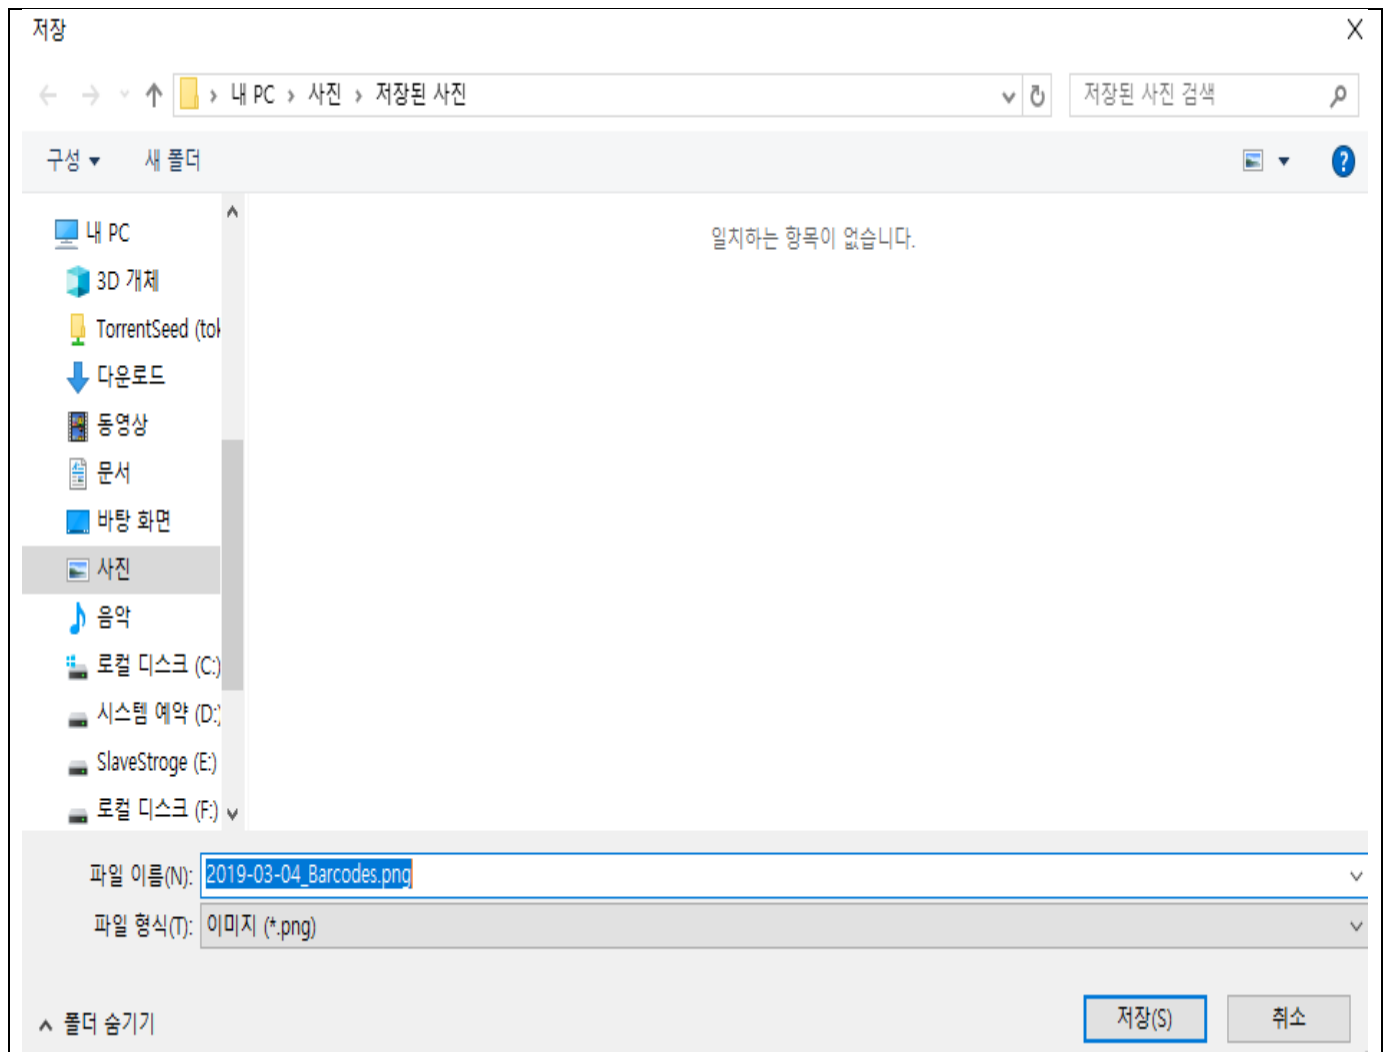 저장
내 PC › 사진 › 저장된 사진
저장된 사진 검색
구성
새 폴더
내 PC
3D 개체
TorrentSeed (tok
다운로드
동영상
문서
바탕 화면
사진
음악
로컬 디스크 (C:)
시스템 예약 (D:)
SlaveStroge (E:)
로컬 디스크 (F:)
일치하는 항목이 없습니다.
파일 이름(N): 2019-03-04_Barcodes.png
파일 형식(T): 이미지 (*.png)
폴더 숨기기
저장(S)
취소